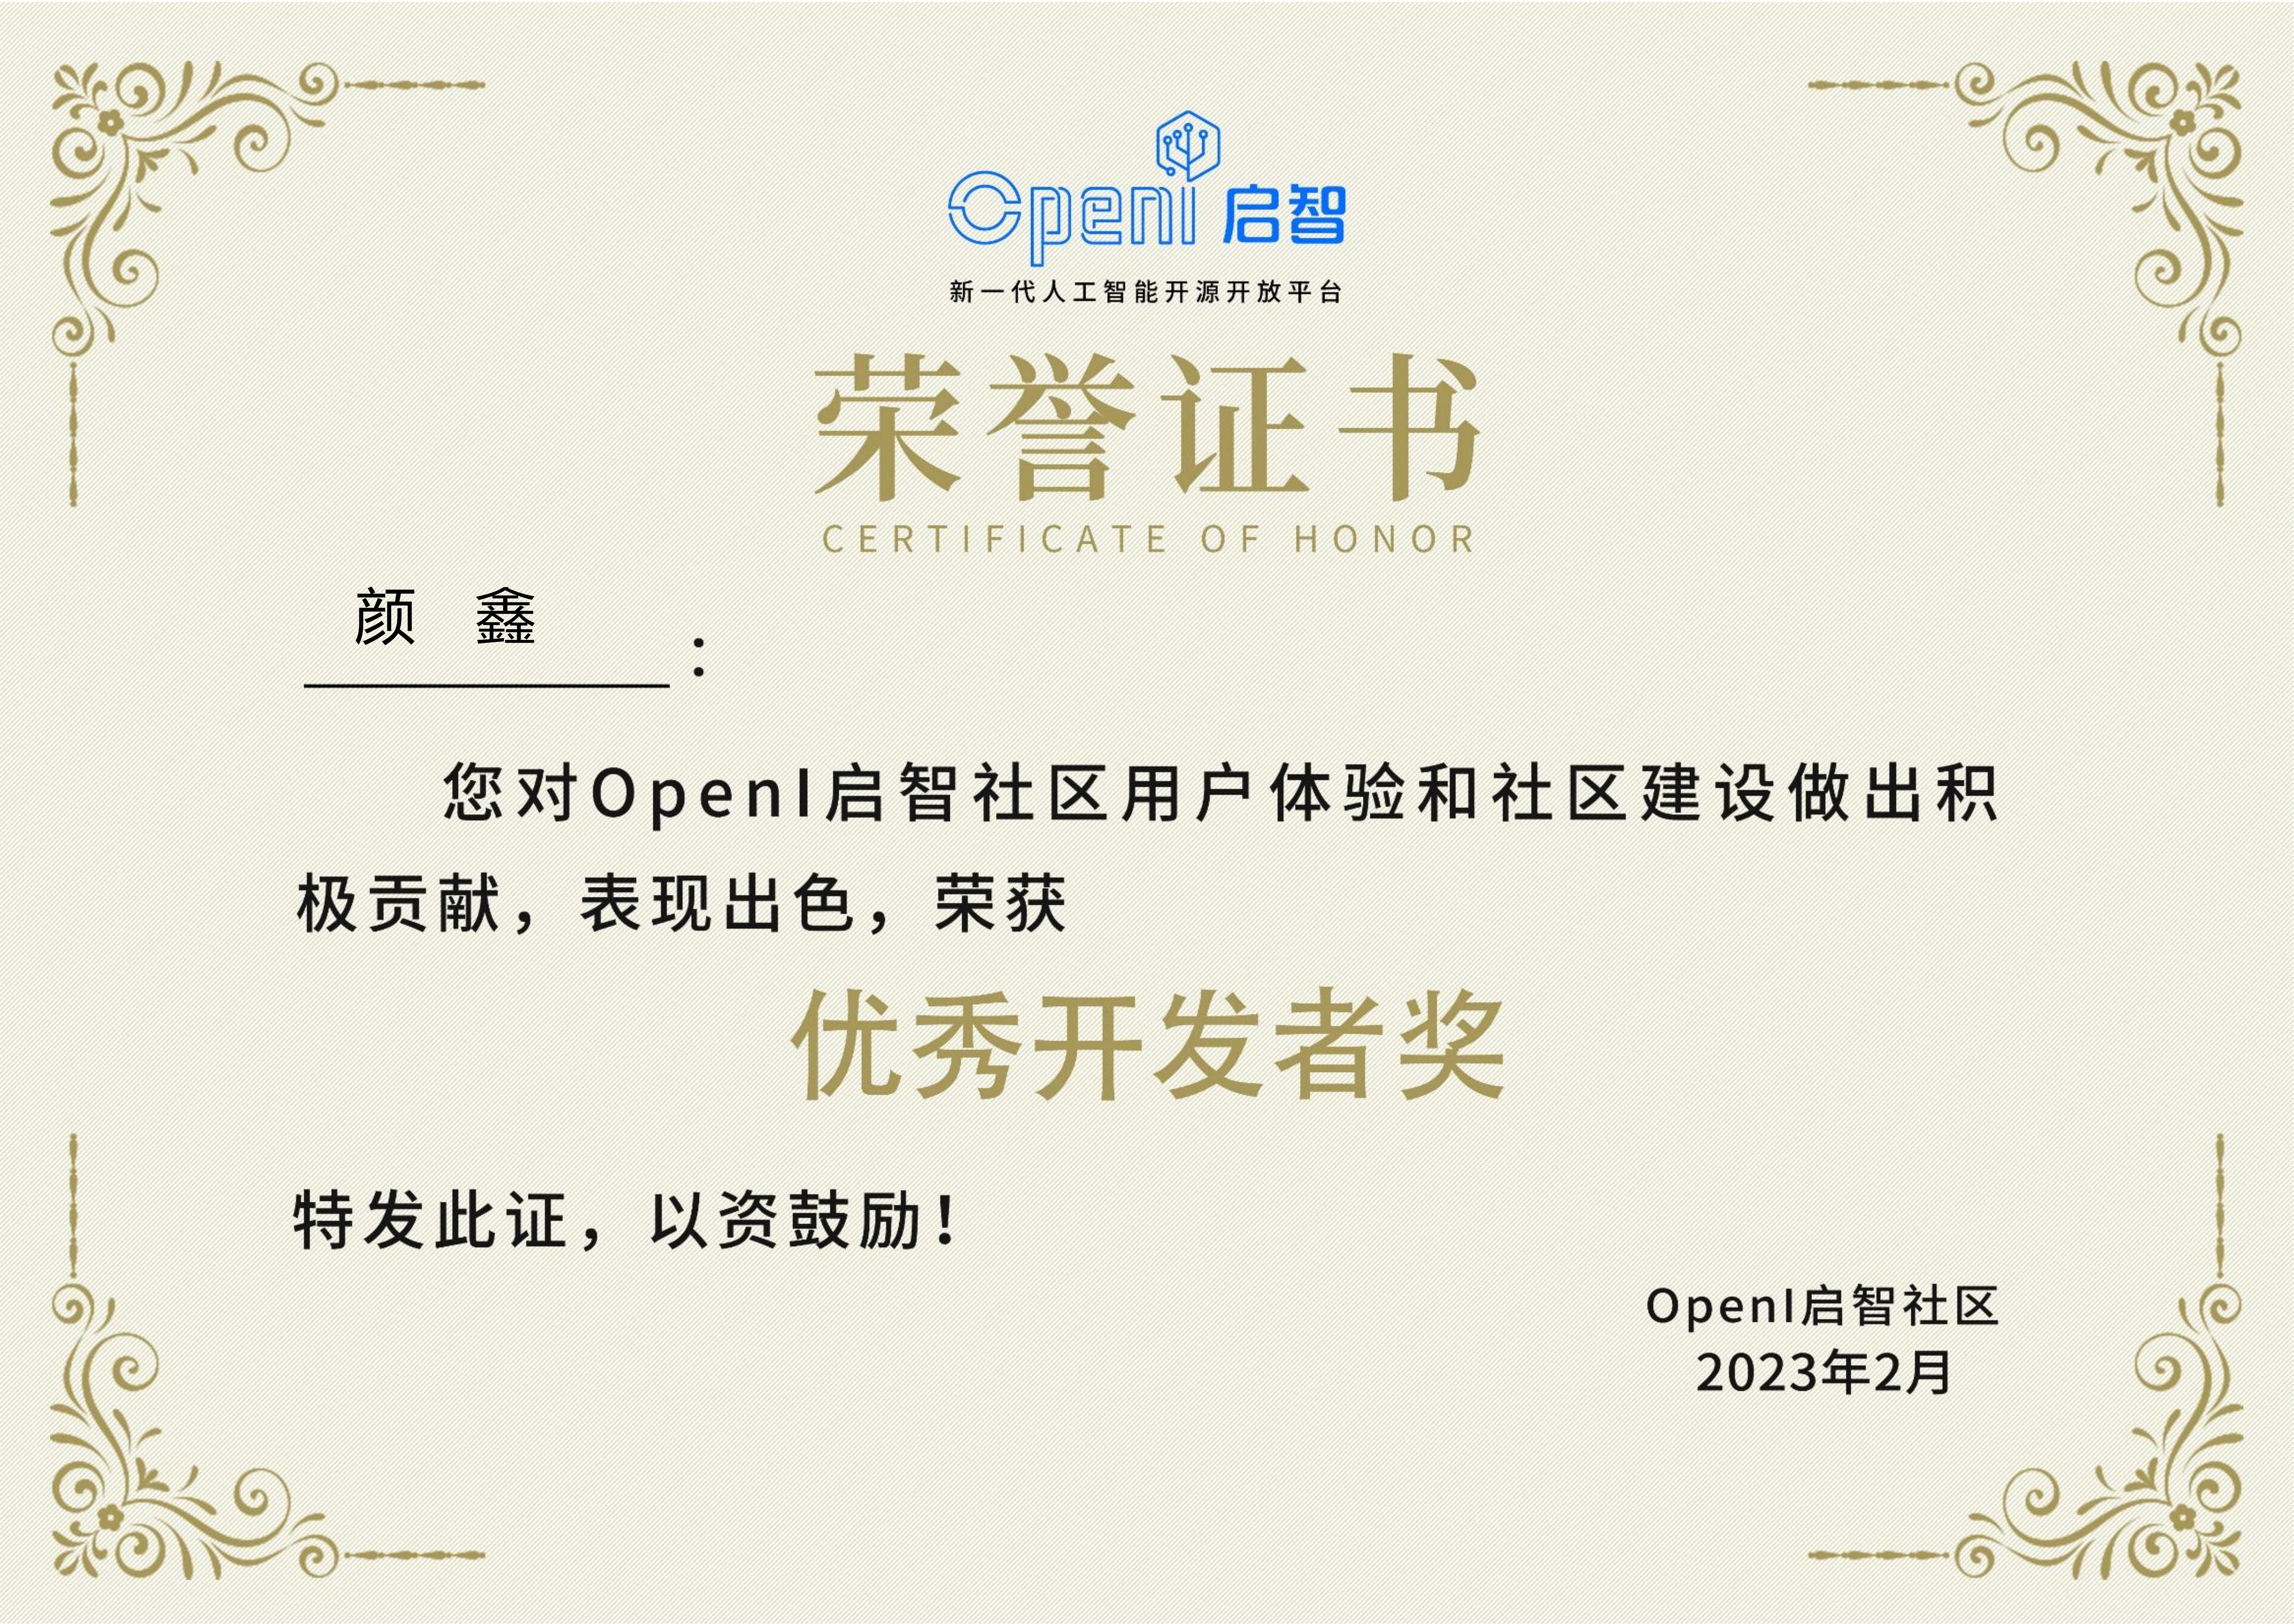 OpenI 启智
新一代人工智能开源开放平台
荣誉证书
CERTIFICATE OF HONOR
颜 鑫 :
您对OpenI启智社区用户体验和社区建设做出积
极贡献，表现出色，荣获
优秀开发者奖
特发此证，以资鼓励！
OpenI启智社区
2023年2月